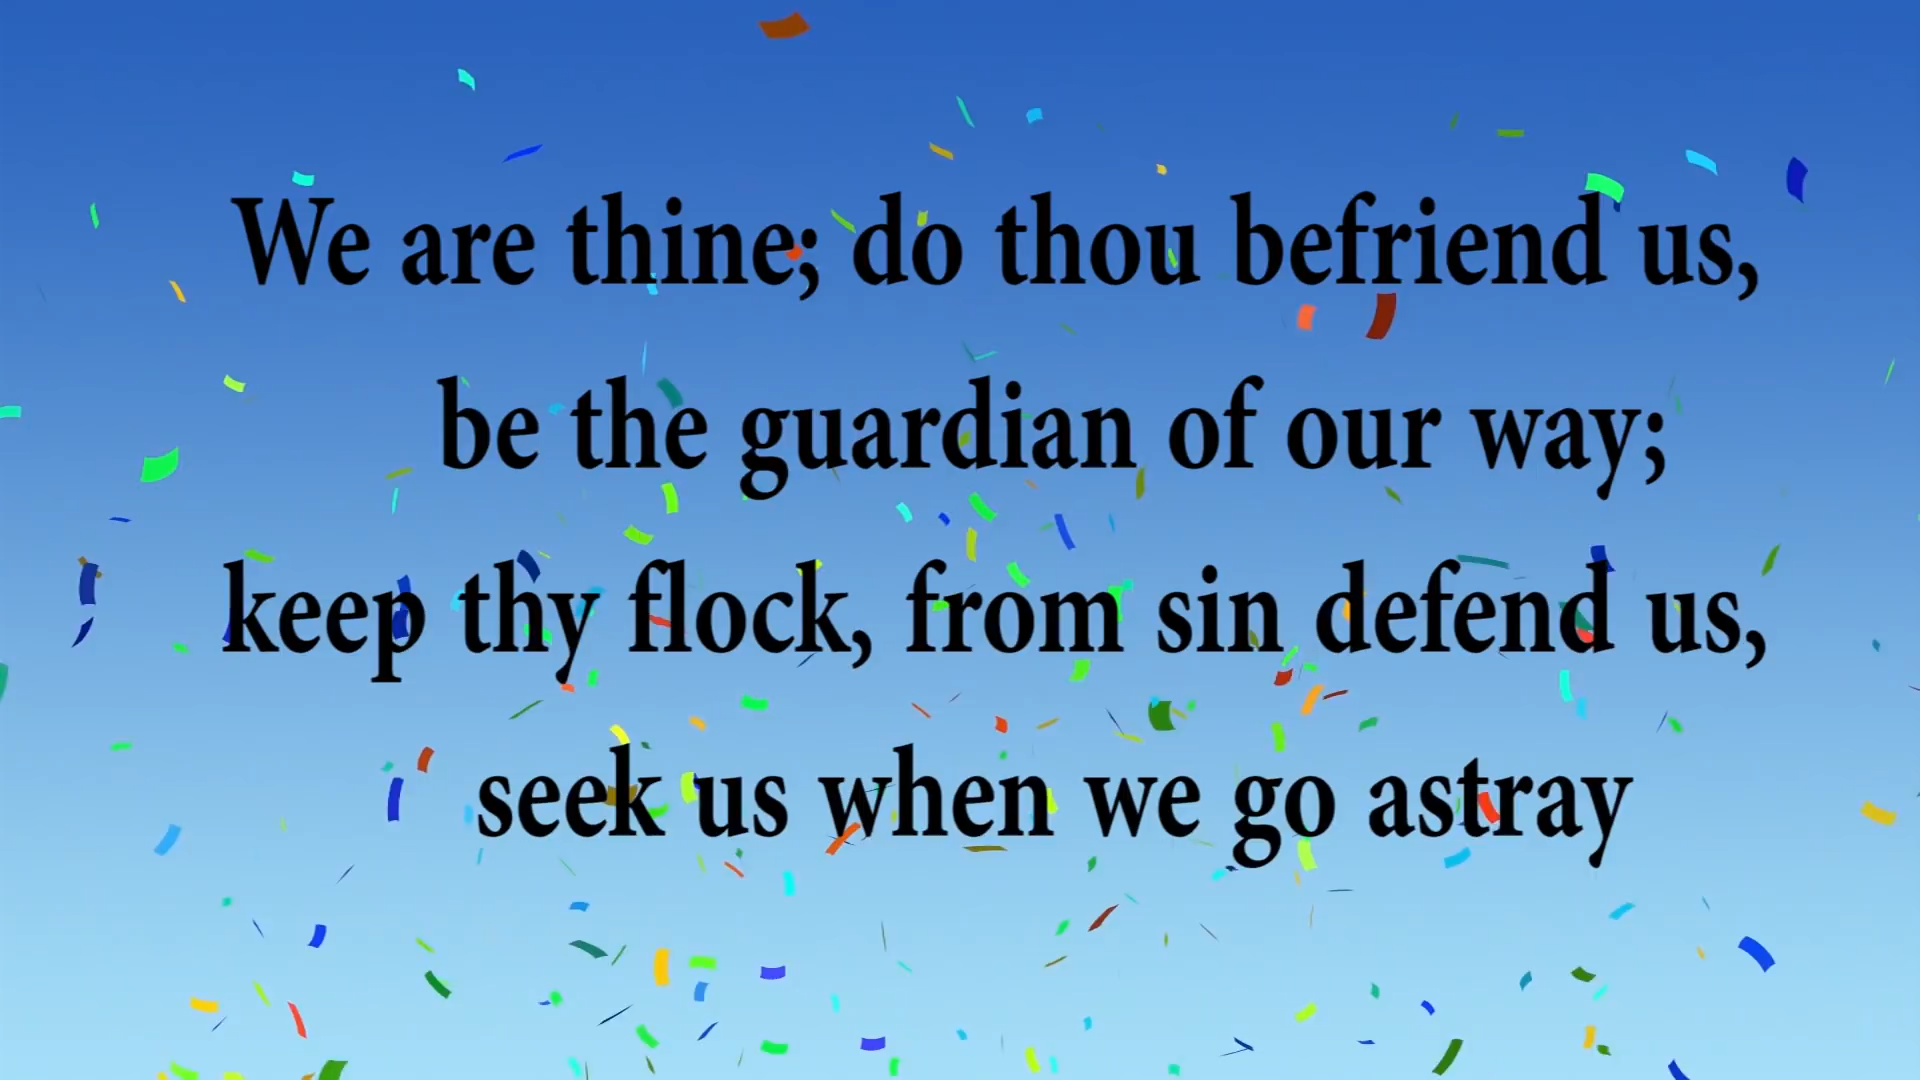 We are thine; do thou befriend us,
be the guardian of our way;
keep thy flock, from sin defend us,
seek us when we go astray